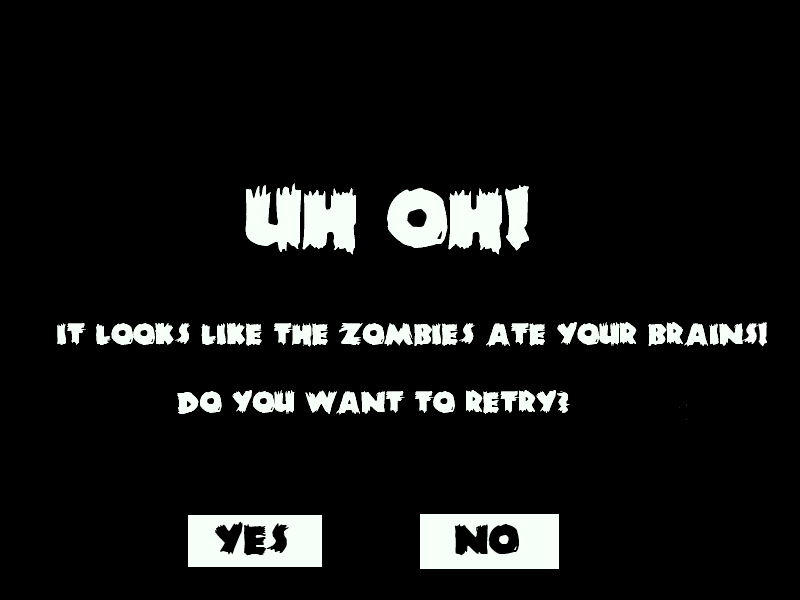 UH OH!
IT LOOKS LIKE THE ZOMBIES ATE YOUR BRAINS!
DO YOU WANT TO RETRY?
YES NO